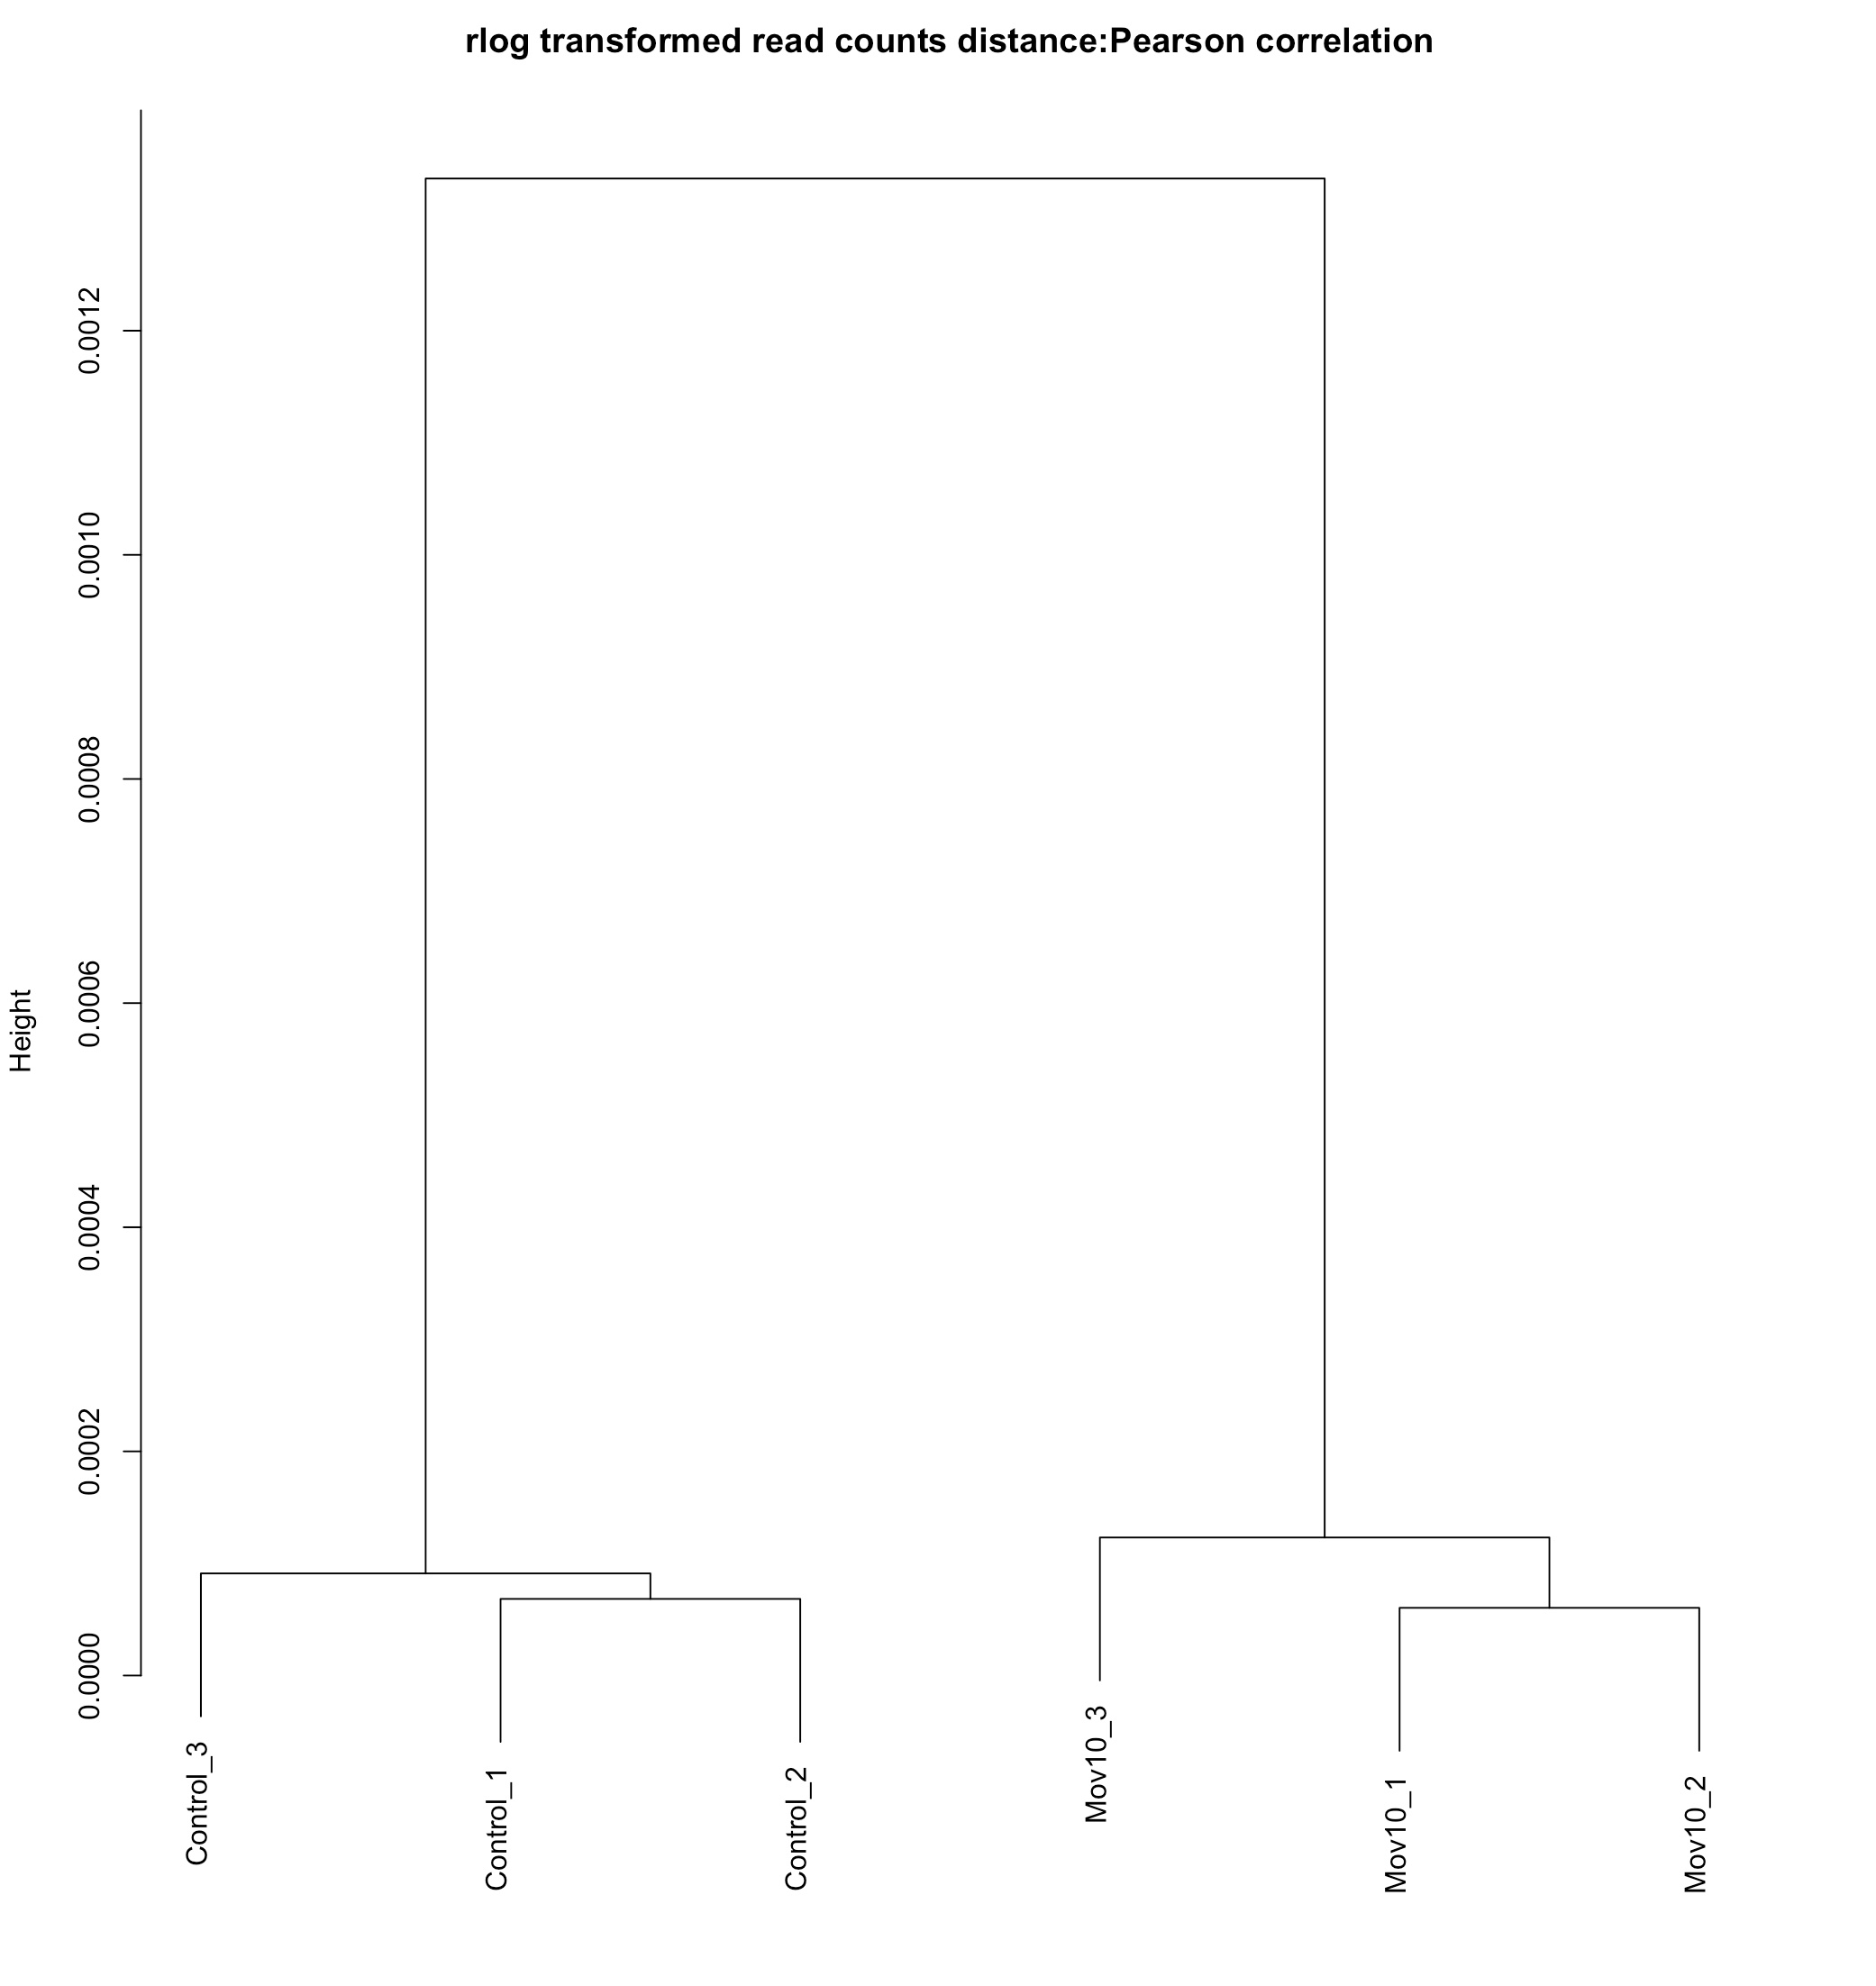 rlog transformed read counts distance:Pearson correlation
Height
0.0012
0.0010
0.0008
0.0006
0.0004
0.0002
0.0000
Control_3
Control_1
Control_2
Mov10_3
Mov10_1
Mov10_2